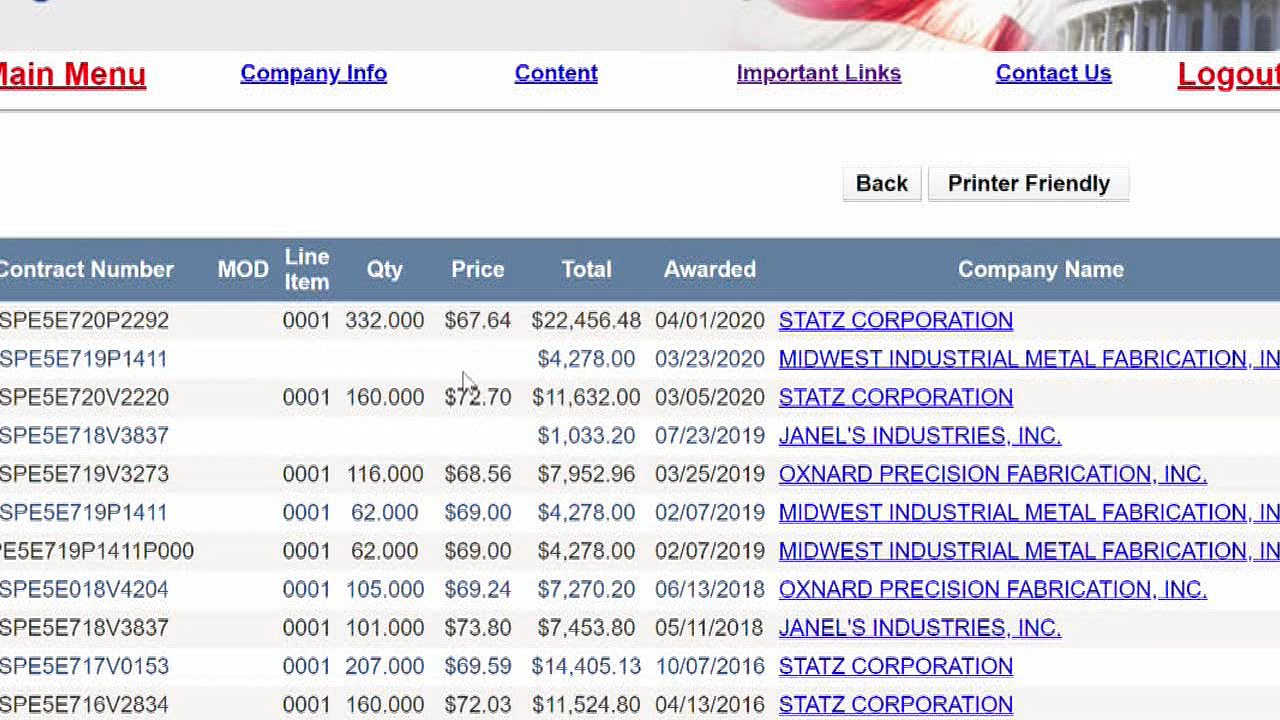 Main Menu Company Info Content Important Links Contact Us Logout
Back Printer Friendly
Contract Number MOD Line Item Qty Price Total Awarded Company Name
SPE5E720P2292 0001 332.000 $67.64 $22,456.48 04/01/2020 STATZ CORPORATION
SPE5E719P1411 $4,278.00 03/23/2020 MIDWEST INDUSTRIAL METAL FABRICATION, IN
SPE5E720V2220 0001 160.000 $72.70 $11,632.00 03/05/2020 STATZ CORPORATION
SPE5E718V3837 $1,033.20 07/23/2019 JANEL'S INDUSTRIES, INC.
SPE5E719V3273 0001 116.000 $68.56 $7,952.96 03/25/2019 OXNARD PRECISION FABRICATION, INC.
SPE5E719P1411 0001 62.000 $69.00 $4,278.00 02/07/2019 MIDWEST INDUSTRIAL METAL FABRICATION, IN
PE5E719P1411P000 0001 62.000 $69.00 $4,278.00 02/07/2019 MIDWEST INDUSTRIAL METAL FABRICATION, IN
SPE5E018V4204 0001 105.000 $69.24 $7,270.20 06/13/2018 OXNARD PRECISION FABRICATION, INC.
SPE5E718V3837 0001 101.000 $73.80 $7,453.80 05/11/2018 JANEL'S INDUSTRIES, INC.
SPE5E717V0153 0001 207.000 $69.59 $14,405.13 10/07/2016 STATZ CORPORATION
SPE5E716V2834 0001 160.000 $72.03 $11,524.80 04/13/2016 STATZ CORPORATION